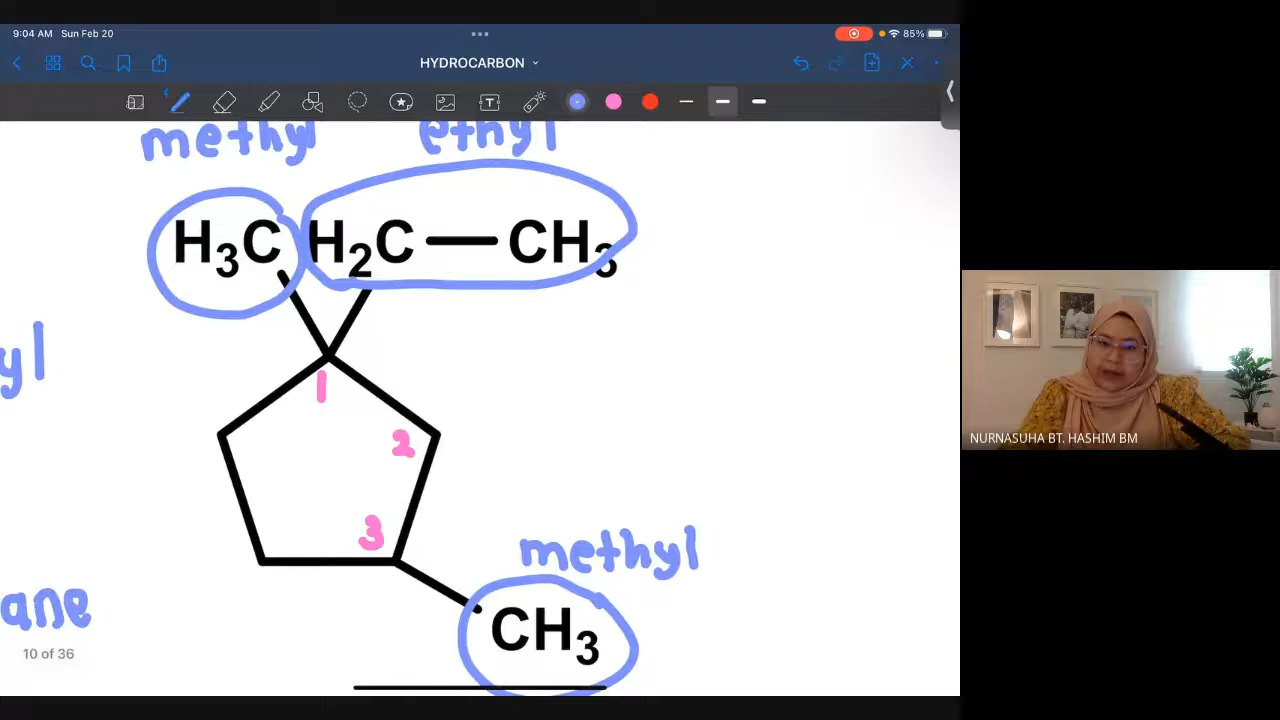 9:04 AM Sun Feb 20
85%
HYDROCARBON
T
methyl
ethyl
H₃C H₂C — CH₃
yl
1
2
3
methyl
CH₃
ane
10 of 36
NURNASUHA BT. HASHIM BM